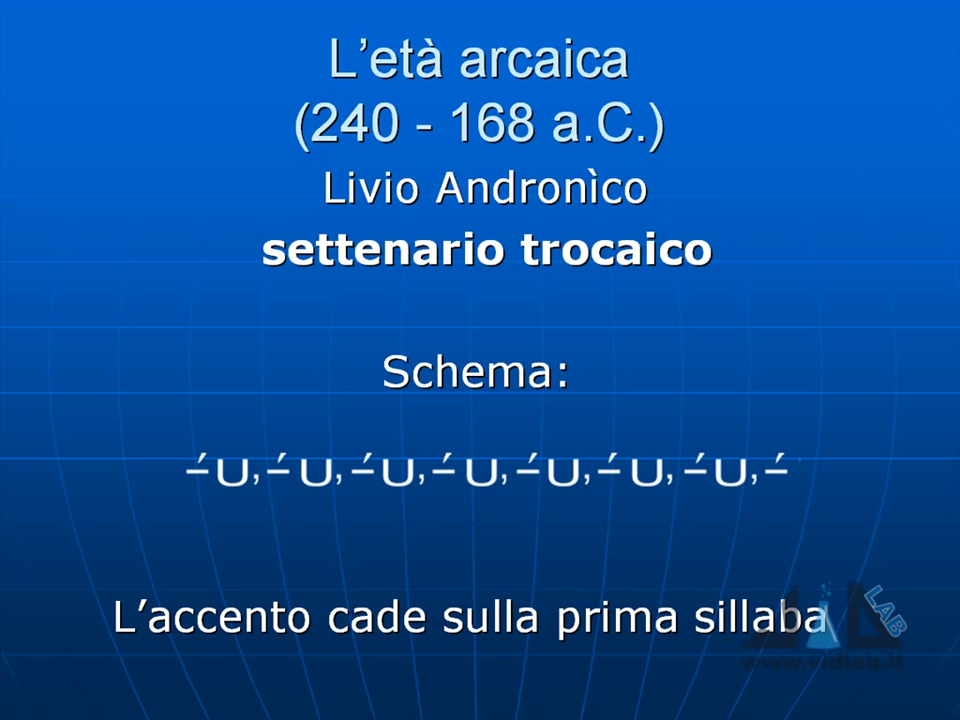 L’età arcaica
(240 - 168 a.C.)
Livio Andronìco
settenario trocaico
Schema:
–́ U, –́ U, –́ U, –́ U, –́ U, –́ U, –́ U, –́
L’accento cade sulla prima sillaba
LAB
www.vidlab.it